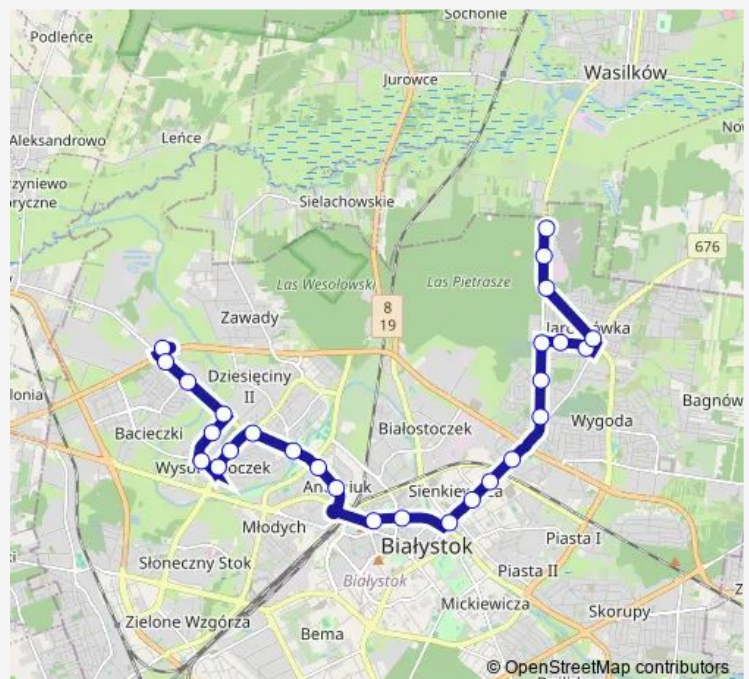 Sochonie
Podleńce
Wasilków
Jurowce
Aleksandrowo
Leńce
No
rzyniewo
oryczne
Sielachowskie
676
Las Wesołowski
Las Pietrasze
8
19
Zawady
Dziesięciny
II
lonia
Bagnów
Wygoda
Bacieczki
Białostoczek
Młodych
Białystok
Piasta I
Słoneczny Stok
Białystok
Piasta II
Mickiewicza
Skorupy
Zielone Wzgórza
Bema
© OpenStreetMap contributors